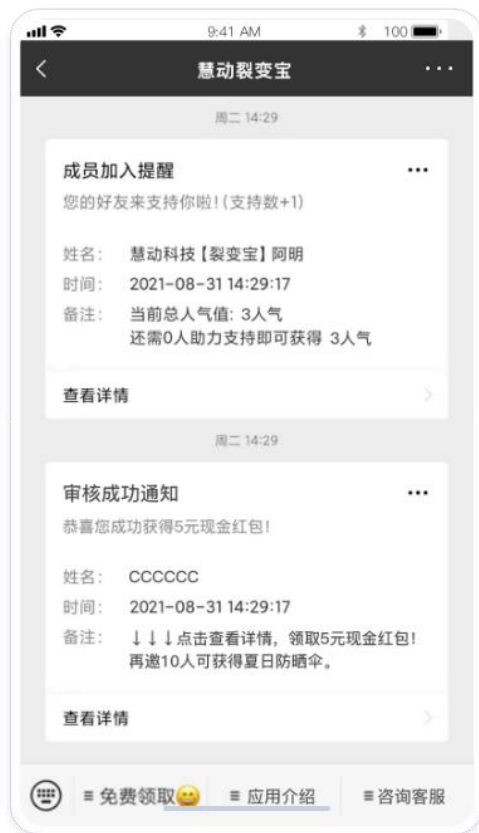 9:41 AM
100
慧动裂变宝
周二 14:29
成员加入提醒
您的好友来支持你啦!(支持数+1)
姓名: 慧动科技【裂变宝】阿明
时间: 2021-08-31 14:29:17
备注: 当前总人气值: 3人气
还需0人助力支持即可获得 3人气
查看详情
周二 14:29
审核成功通知
恭喜您成功获得5元现金红包!
姓名: CCCCCC
时间: 2021-08-31 14:29:17
备注: ↓↓↓点击查看详情, 领取5元现金红包!
再邀10人可获得夏日防晒伞。
查看详情
≡ 免费领取😄 ≡ 应用介绍 ≡ 咨询客服